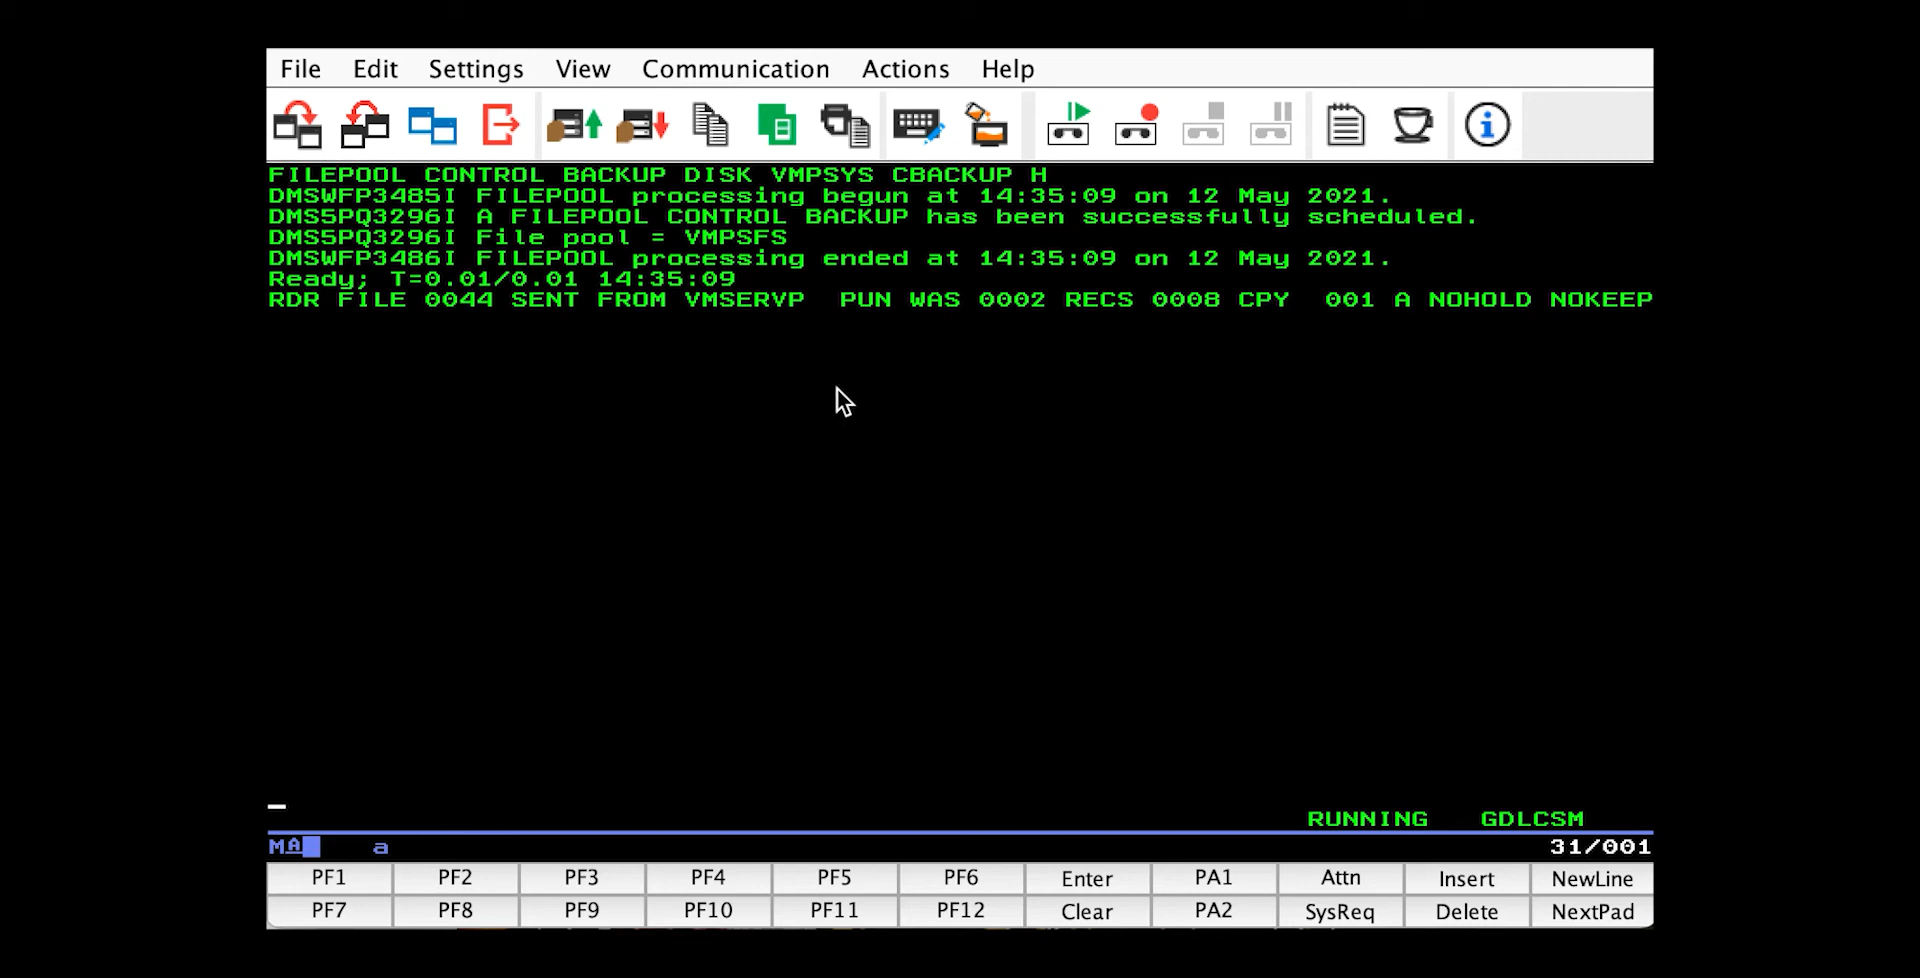 File Edit Settings View Communication Actions Help
FILEPOOL CONTROL BACKUP DISK VMPSYS CBACKUP H
DMSWFP3485I FILEPOOL processing begun at 14:35:09 on 12 May 2021.
DMS5PQ3296I A FILEPOOL CONTROL BACKUP has been successfully scheduled.
DMS5PQ3296I File pool = VMPSFS
DMSWFP3486I FILEPOOL processing ended at 14:35:09 on 12 May 2021.
Ready; T=0.01/0.01 14:35:09
RDR FILE 0044 SENT FROM VMSERVP PUN WAS 0002 RECS 0008 CPY 001 A NOHOLD NOKEEP
RUNNING GDLCSM
MA a 31/001
PF1 PF2 PF3 PF4 PF5 PF6 Enter PA1 Attn Insert NewLine
PF7 PF8 PF9 PF10 PF11 PF12 Clear PA2 SysReq Delete NextPad